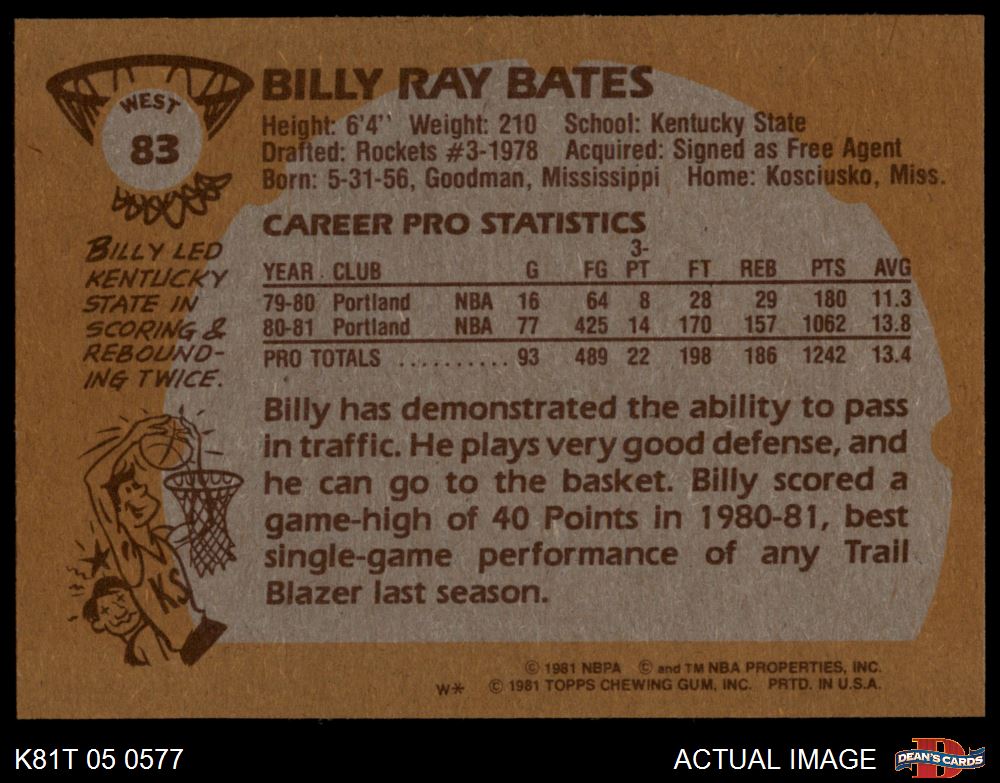 WEST
83
BILLY RAY BATES
Height: 6'4'' Weight: 210 School: Kentucky State
Drafted: Rockets #3-1978 Acquired: Signed as Free Agent
Born: 5-31-56, Goodman, Mississippi Home: Kosciusko, Miss.
BILLY LED
KENTUCKY
STATE IN
SCORING &
REBOUND-
ING TWICE.
KS
CAREER PRO STATISTICS
3-
YEAR CLUB G FG PT FT REB PTS AVG
79-80 Portland NBA 16 64 8 28 29 180 11.3
80-81 Portland NBA 77 425 14 170 157 1062 13.8
PRO TOTALS .......... 93 489 22 198 186 1242 13.4
Billy has demonstrated the ability to pass
in traffic. He plays very good defense, and
he can go to the basket. Billy scored a
game-high of 40 Points in 1980-81, best
single-game performance of any Trail
Blazer last season.
© 1981 NBPA © and TM NBA PROPERTIES, INC.
W* © 1981 TOPPS CHEWING GUM, INC. PRTD. IN U.S.A.
K81T 05 0577
ACTUAL IMAGE
D
DEAN'S CARDS